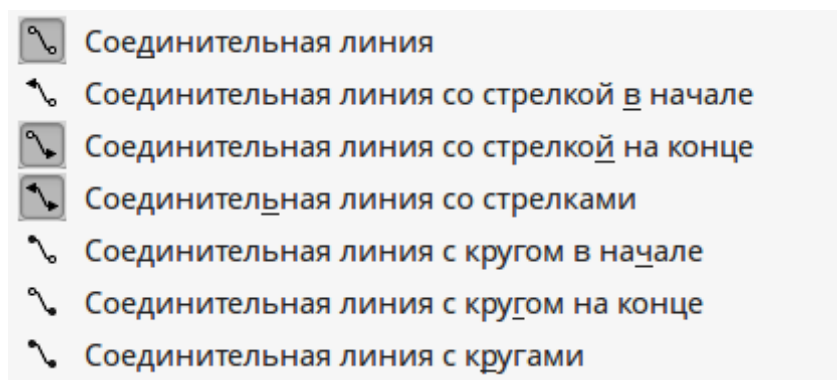 Соединительная линия
Соединительная линия со стрелкой в начале
Соединительная линия со стрелкой на конце
Соединительная линия со стрелками
Соединительная линия с кругом в начале
Соединительная линия с кругом на конце
Соединительная линия с кругами